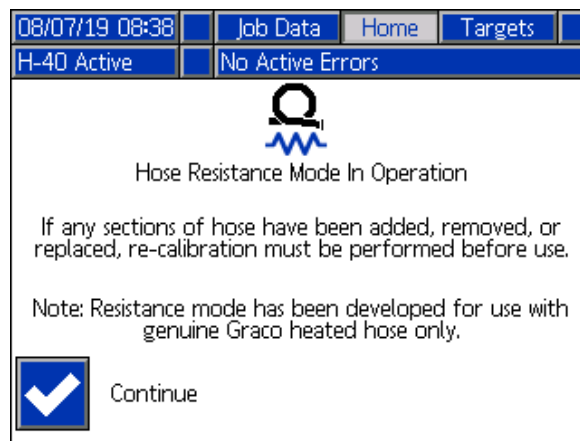 08/07/19 08:38 Job Data Home Targets
H-40 Active No Active Errors
Hose Resistance Mode In Operation
If any sections of hose have been added, removed, or
replaced, re-calibration must be performed before use.
Note: Resistance mode has been developed for use with
genuine Graco heated hose only.
Continue